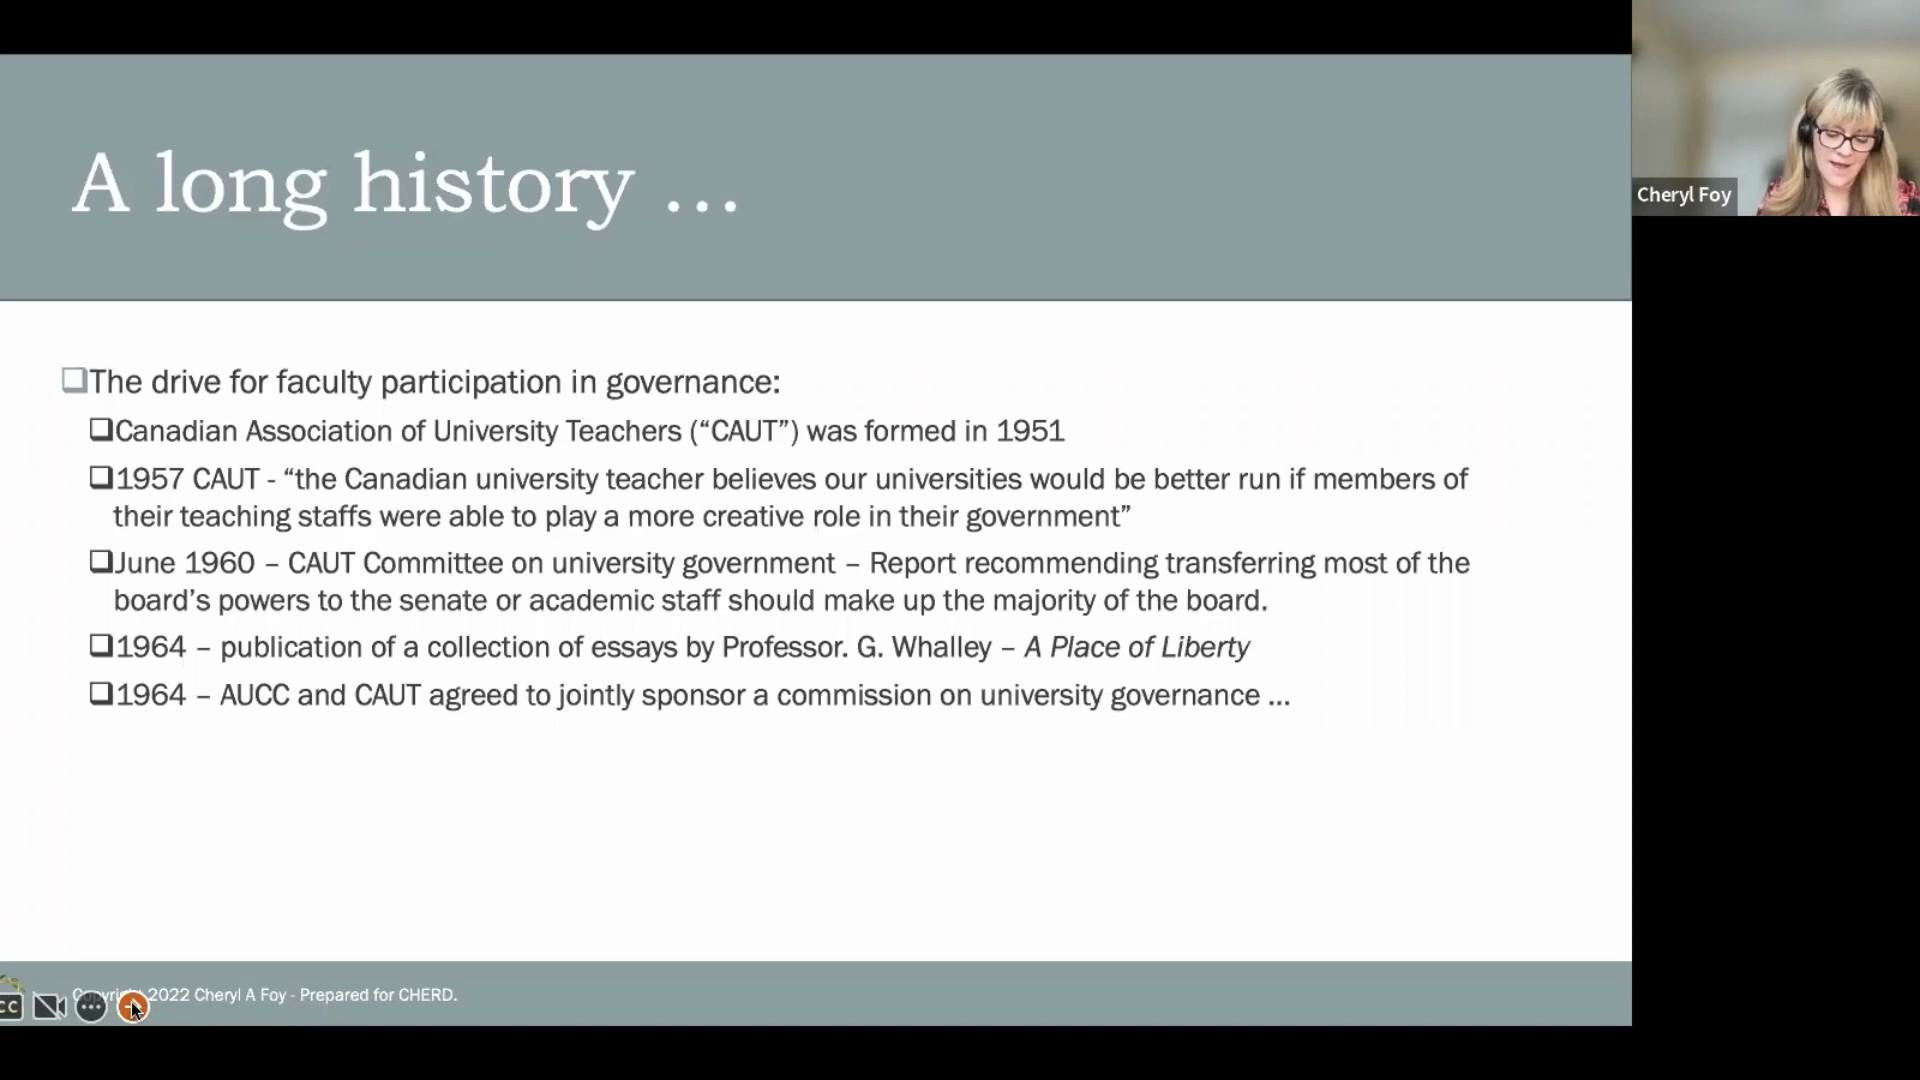 A long history ...
Cheryl Foy
The drive for faculty participation in governance:
Canadian Association of University Teachers (“CAUT”) was formed in 1951
1957 CAUT - “the Canadian university teacher believes our universities would be better run if members of
their teaching staffs were able to play a more creative role in their government”
June 1960 – CAUT Committee on university government – Report recommending transferring most of the
board’s powers to the senate or academic staff should make up the majority of the board.
1964 – publication of a collection of essays by Professor. G. Whalley – A Place of Liberty
1964 – AUCC and CAUT agreed to jointly sponsor a commission on university governance ...
Copyright 2022 Cheryl A Foy - Prepared for CHERD.
CC